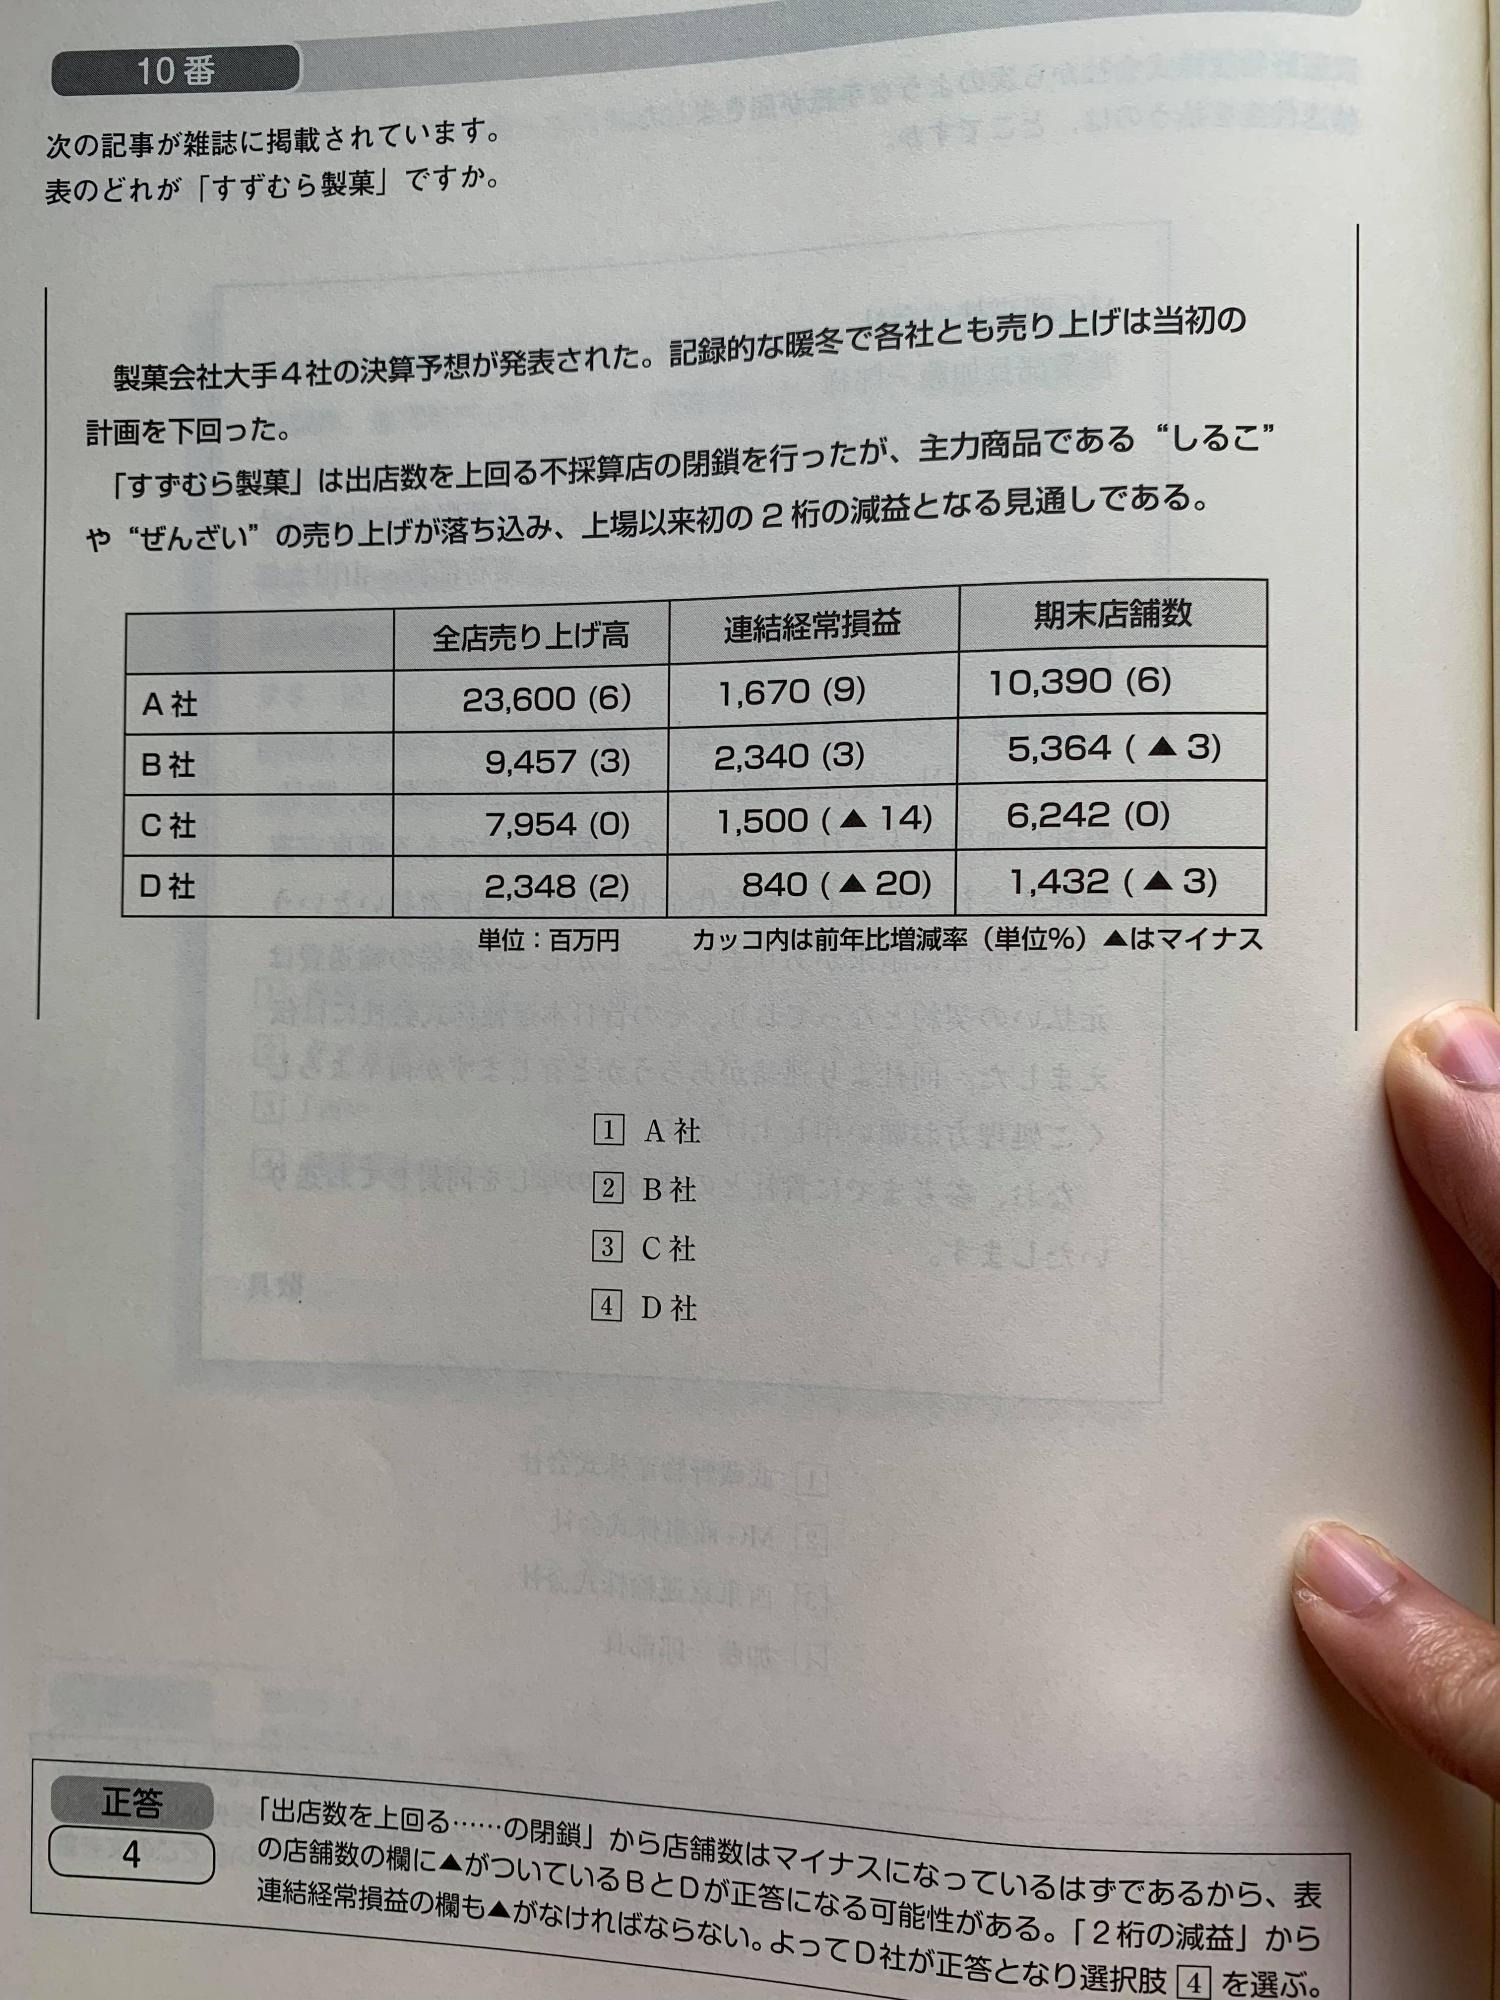 10番
次の記事が雑誌に掲載されています。
表のどれが「すずむら製菓」ですか。
製菓会社大手4社の決算予想が発表された。記録的な暖冬で各社とも売り上げは当初の
計画を下回った。
「すずむら製菓」は出店数を上回る不採算店の閉鎖を行ったが、主力商品である“しるこ”
や“ぜんざい”の売り上げが落ち込み、上場以来初の2桁の減益となる見通しである。
全店売り上げ高 連結経常損益 期末店舗数
A社 23,600 (6) 1,670 (9) 10,390 (6)
B社 9,457 (3) 2,340 (3) 5,364 (▲3)
C社 7,954 (0) 1,500 (▲14) 6,242 (0)
D社 2,348 (2) 840 (▲20) 1,432 (▲3)
単位:百万円 カッコ内は前年比増減率(単位%)▲はマイナス
1 A社
2 B社
3 C社
4 D社
正答
4
「出店数を上回る……の閉鎖」から店舗数はマイナスになっているはずであるから、表
の店舗数の欄に▲がついているBとDが正答になる可能性がある。「2桁の減益」から
連結経常損益の欄も▲がなければならない。よってD社が正答となり選択肢4を選ぶ。